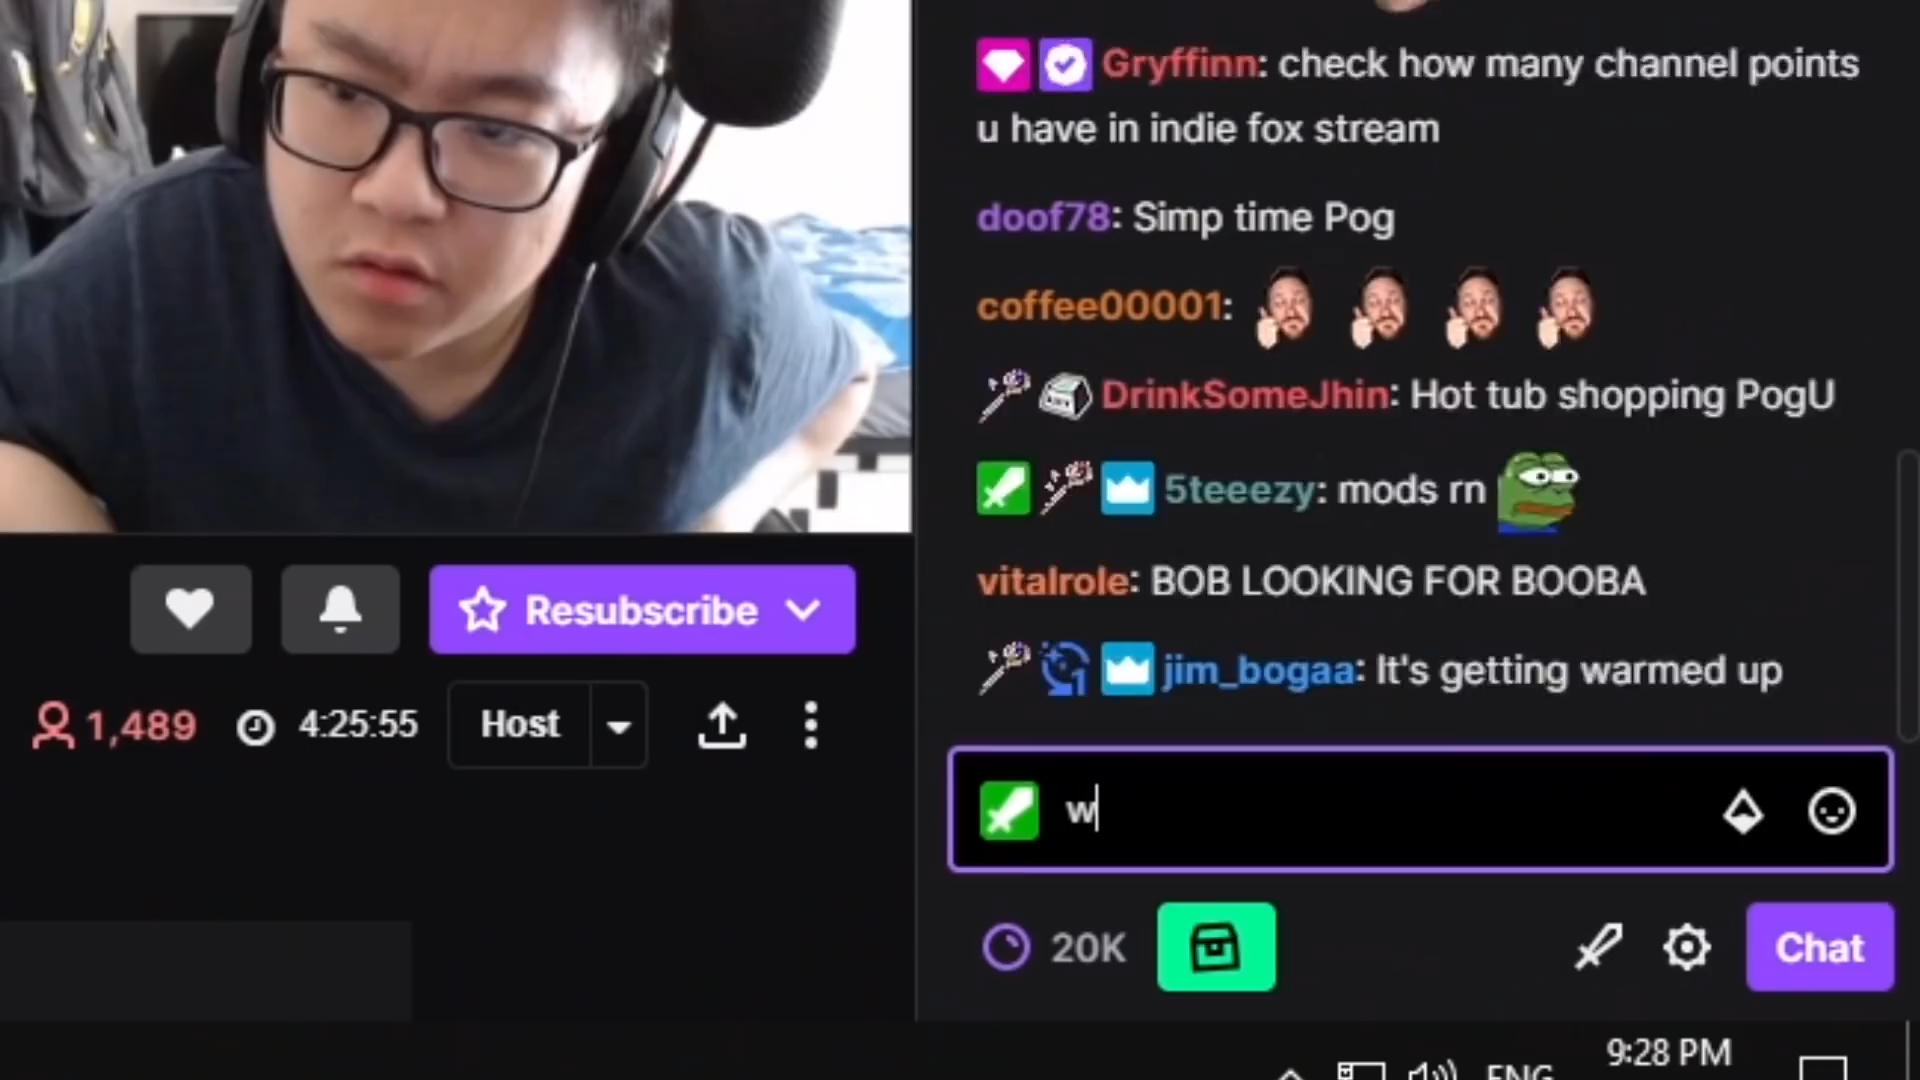 Gryffinn: check how many channel points
u have in indie fox stream
doof78: Simp time Pog
coffee00001:
DrinkSomeJhin: Hot tub shopping PogU
5teeezy: mods rn
vitalrole: BOB LOOKING FOR BOOBA
jim_bogaa: It's getting warmed up
Resubscribe
1,489 4:25:55 Host
w
20K Chat
ENG 9:28 PM